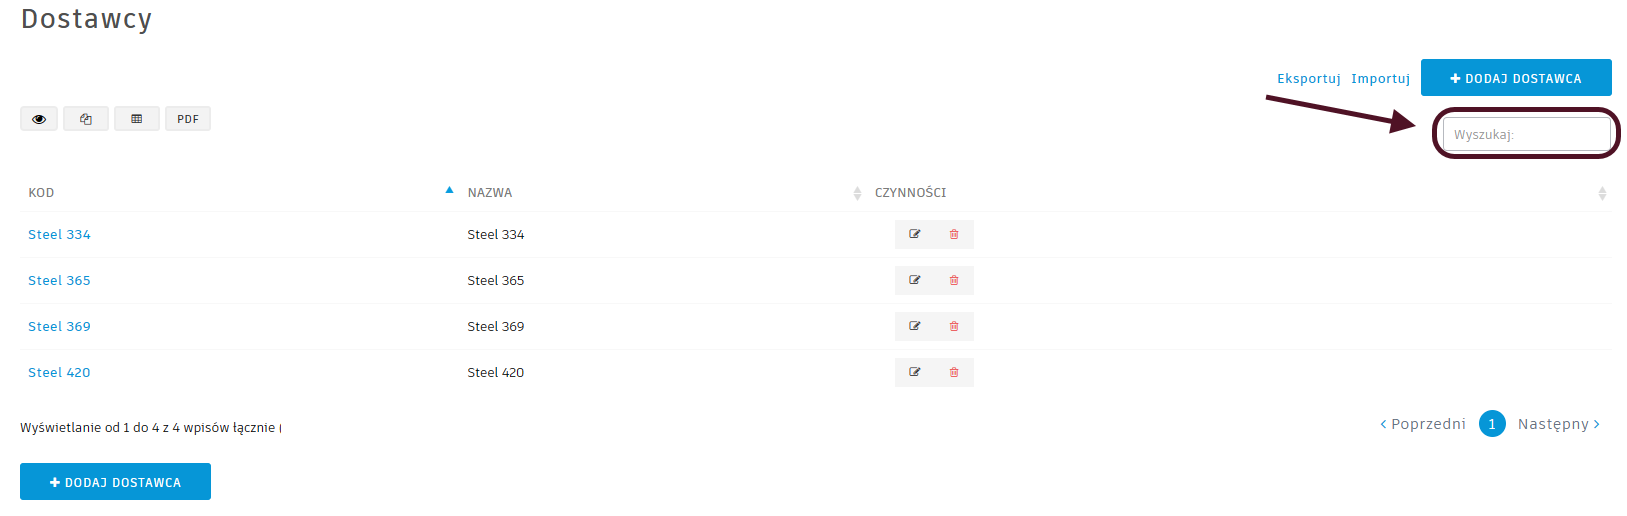 Dostawcy
Eksportuj Importuj DODAJ DOSTAWCA
PDF
Wyszukaj:
KOD NAZWA CZYNNOŚCI
Steel 334 Steel 334
Steel 365 Steel 365
Steel 369 Steel 369
Steel 420 Steel 420
Wyświetlanie od 1 do 4 z 4 wpisów łącznie (
Poprzedni 1 Następny
DODAJ DOSTAWCA